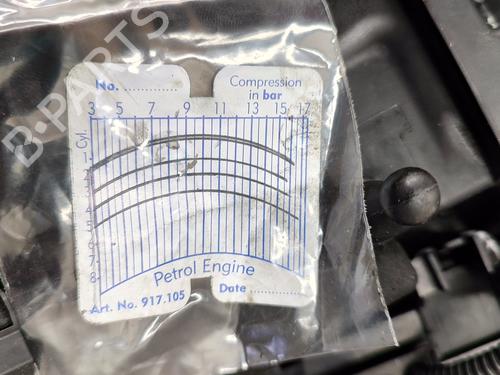 B-PARTS
No. ..............
Compression
in bar
3 5 7 9 11 13 15 17
Cyl.
1
2
3
4
5
6
7
8
Petrol Engine
Art. No. 917.105
Date ..............